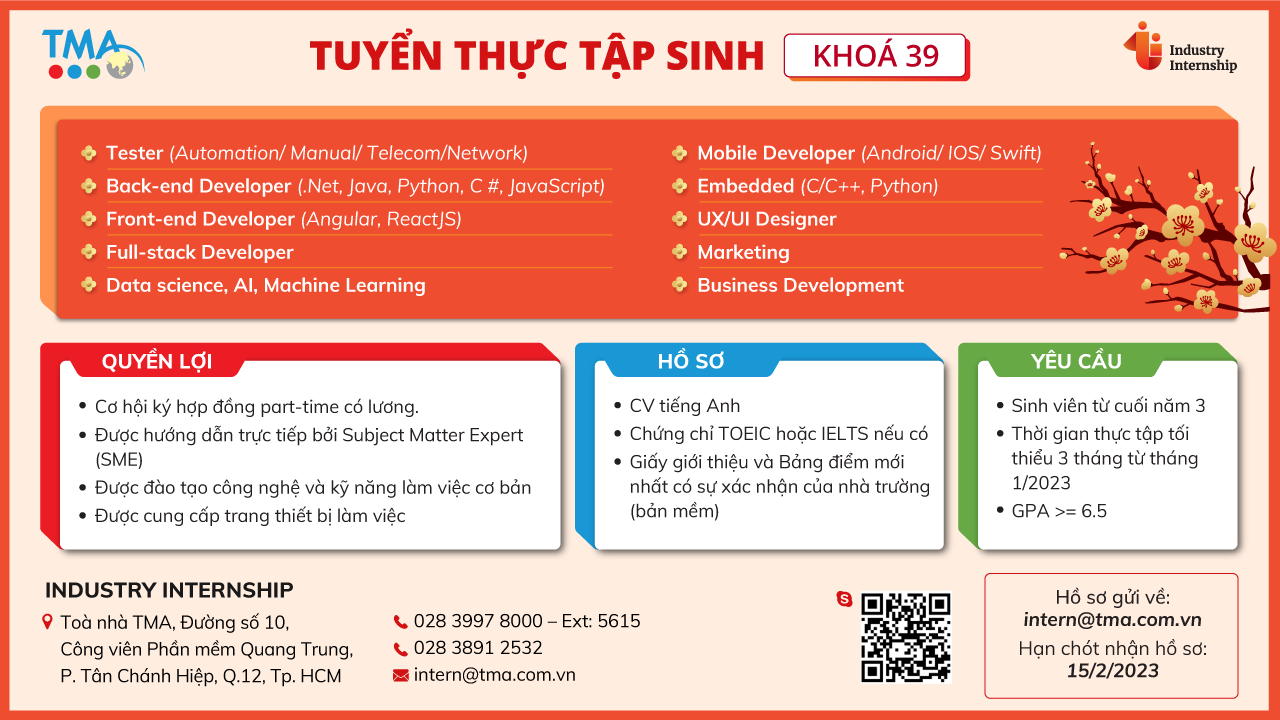 TMA
TUYỂN THỰC TẬP SINH
KHOÁ 39
Industry
Internship
Tester (Automation/ Manual/ Telecom/Network)
Back-end Developer (.Net, Java, Python, C #, JavaScript)
Front-end Developer (Angular, ReactJS)
Full-stack Developer
Data science, AI, Machine Learning
Mobile Developer (Android/ IOS/ Swift)
Embedded (C/C++, Python)
UX/UI Designer
Marketing
Business Development
QUYỀN LỢI
• Cơ hội ký hợp đồng part-time có lương.
• Được hướng dẫn trực tiếp bởi Subject Matter Expert
(SME)
• Được đào tạo công nghệ và kỹ năng làm việc cơ bản
• Được cung cấp trang thiết bị làm việc
HỒ SƠ
• CV tiếng Anh
• Chứng chỉ TOEIC hoặc IELTS nếu có
• Giấy giới thiệu và Bảng điểm mới
nhất có sự xác nhận của nhà trường
(bản mềm)
YÊU CẦU
• Sinh viên từ cuối năm 3
• Thời gian thực tập tối
thiểu 3 tháng từ tháng
1/2023
• GPA >= 6.5
INDUSTRY INTERNSHIP
Toà nhà TMA, Đường số 10,
Công viên Phần mềm Quang Trung,
P. Tân Chánh Hiệp, Q.12, Tp. HCM
028 3997 8000 – Ext: 5615
028 3891 2532
intern@tma.com.vn
Hồ sơ gửi về:
intern@tma.com.vn
Hạn chót nhận hồ sơ:
15/2/2023